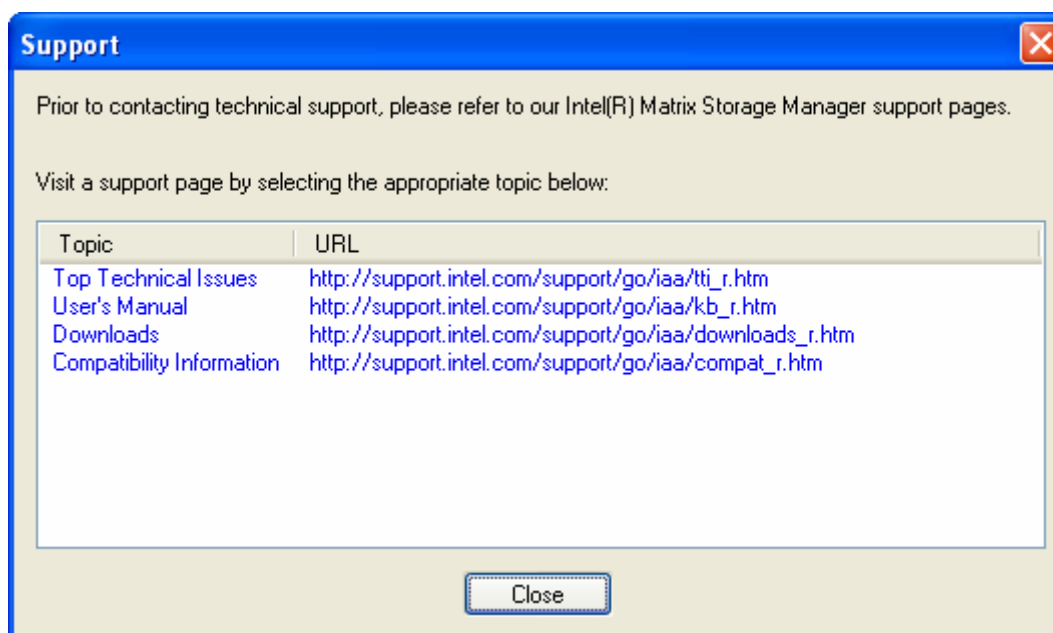 Support
Prior to contacting technical support, please refer to our Intel(R) Matrix Storage Manager support pages.
Visit a support page by selecting the appropriate topic below:
Topic URL
Top Technical Issues http://support.intel.com/support/go/iaa/tti_r.htm
User's Manual http://support.intel.com/support/go/iaa/kb_r.htm
Downloads http://support.intel.com/support/go/iaa/downloads_r.htm
Compatibility Information http://support.intel.com/support/go/iaa/compat_r.htm
Close